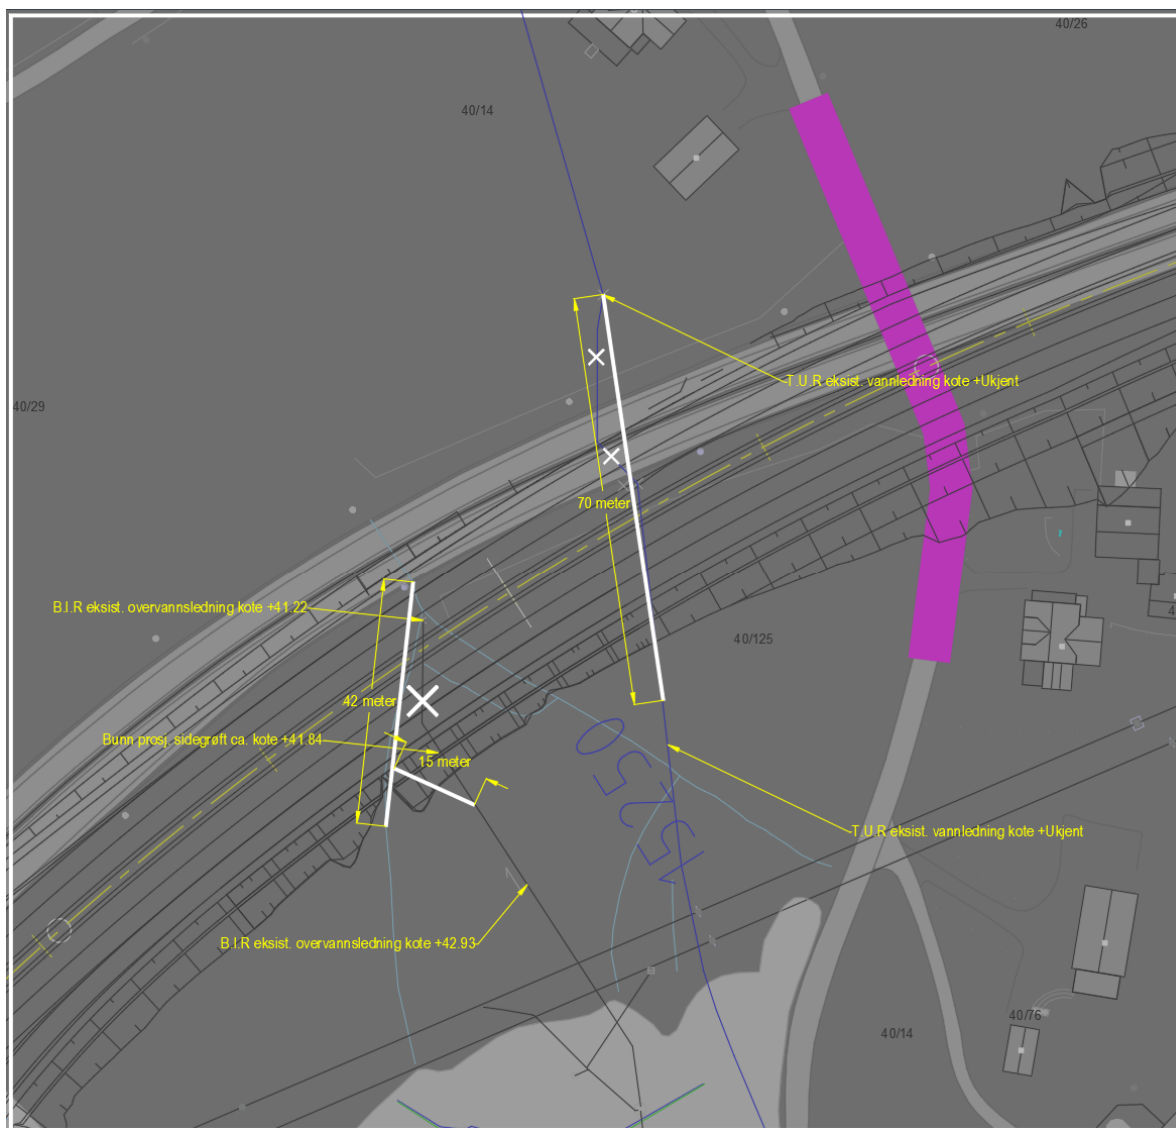 40/26
40/14
T.U.R eksist. vannledning kote +Ukjent
40/29
70 meter
B.I.R eksist. overvannsledning kote +41.22
40/125
42 meter
Bunn prosj. sidegrøft ca. kote +41.84
15 meter
T.U.R eksist. vannledning kote +Ukjent
B.I.R eksist. overvannsledning kote +42.93
40/76
40/14